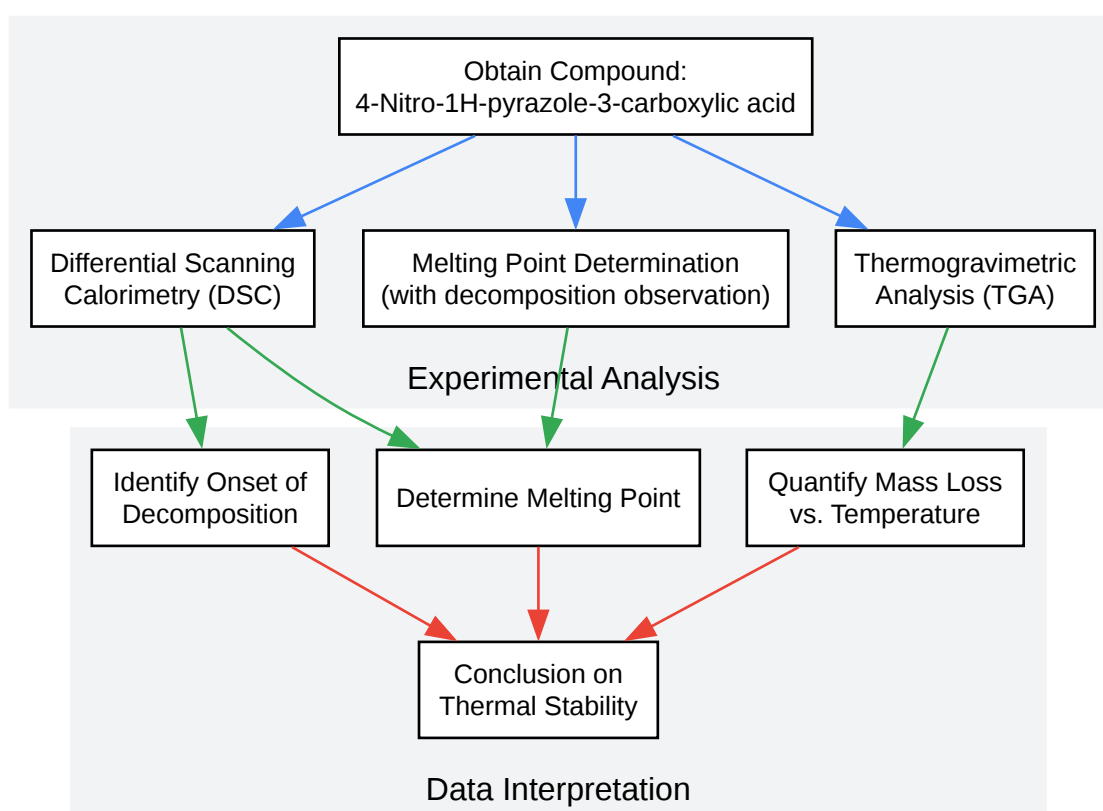 Obtain Compound:
4-Nitro-1H-pyrazole-3-carboxylic acid
Differential Scanning
Calorimetry (DSC)
Melting Point Determination
(with decomposition observation)
Thermogravimetric
Analysis (TGA)
Experimental Analysis
Identify Onset of
Decomposition
Determine Melting Point
Quantify Mass Loss
vs. Temperature
Conclusion on
Thermal Stability
Data Interpretation